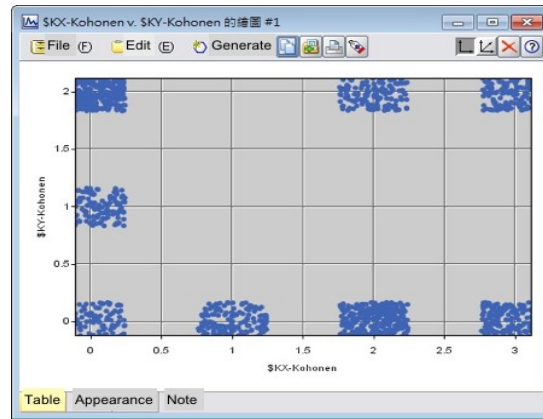 $KX-Kohonen v. $KY-Kohonen 的繪圖 #1
File (F) Edit (E) Generate
2
1.5
1
0.5
0
$KY-Kohonen
0 0.5 1 1.5 2 2.5 3
$KX-Kohonen
Table Appearance Note